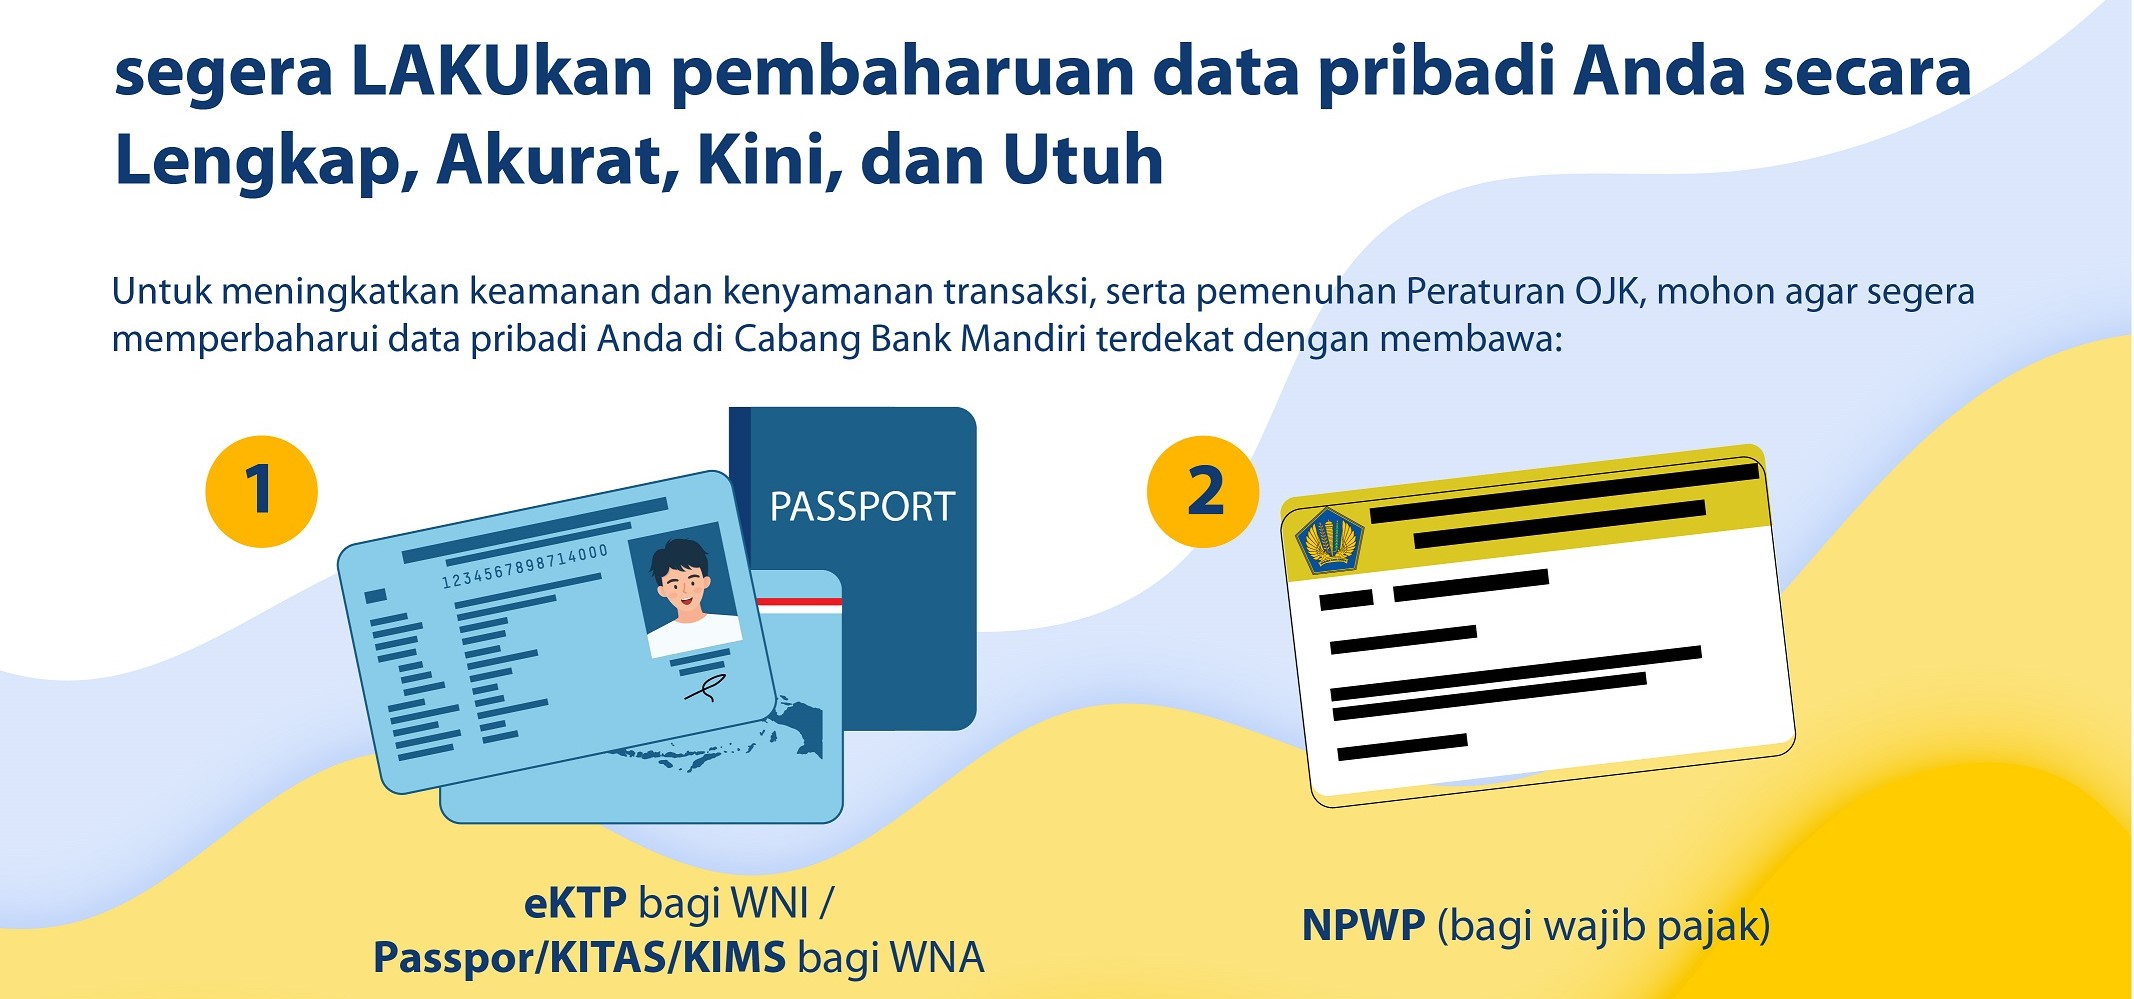 segera LAKUkan pembaharuan data pribadi Anda secara
Lengkap, Akurat, Kini, dan Utuh
Untuk meningkatkan keamanan dan kenyamanan transaksi, serta pemenuhan Peraturan OJK, mohon agar segera
memperbaharui data pribadi Anda di Cabang Bank Mandiri terdekat dengan membawa:
1
PASSPORT
1234567898714000
2
eKTP bagi WNI /
Passpor/KITAS/KIMS bagi WNA
NPWP (bagi wajib pajak)